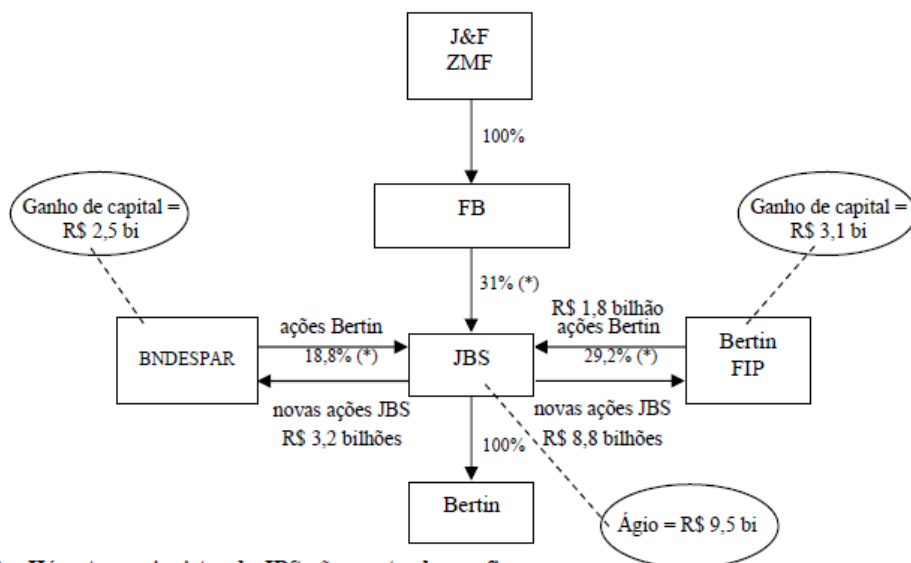 J&F
ZMF
100%
Ganho de capital =
R$ 2,5 bi
FB
Ganho de capital =
R$ 3,1 bi
31% (*)
R$ 1,8 bilhão
ações Bertin
ações Bertin
BNDESPAR
18,8% (*)
JBS
29,2% (*)
Bertin
FIP
novas ações JBS
R$ 3,2 bilhões
novas ações JBS
R$ 8,8 bilhões
100%
Bertin
Ágio = R$ 9,5 bi
Há JBS